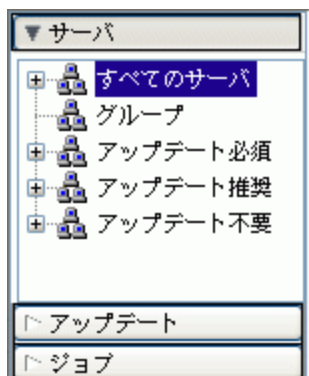 サーバ
すべてのサーバ
グループ
アップデート必須
アップデート推奨
アップデート不要
アップデート
ジョブ